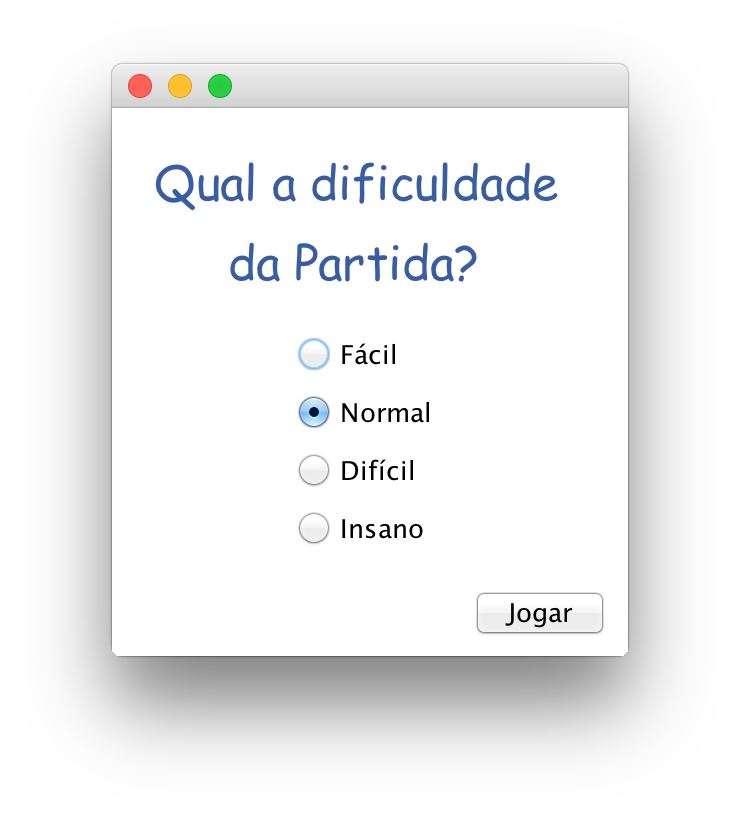 Qual a dificuldade
da Partida?
Fácil
Normal
Difícil
Insano
Jogar